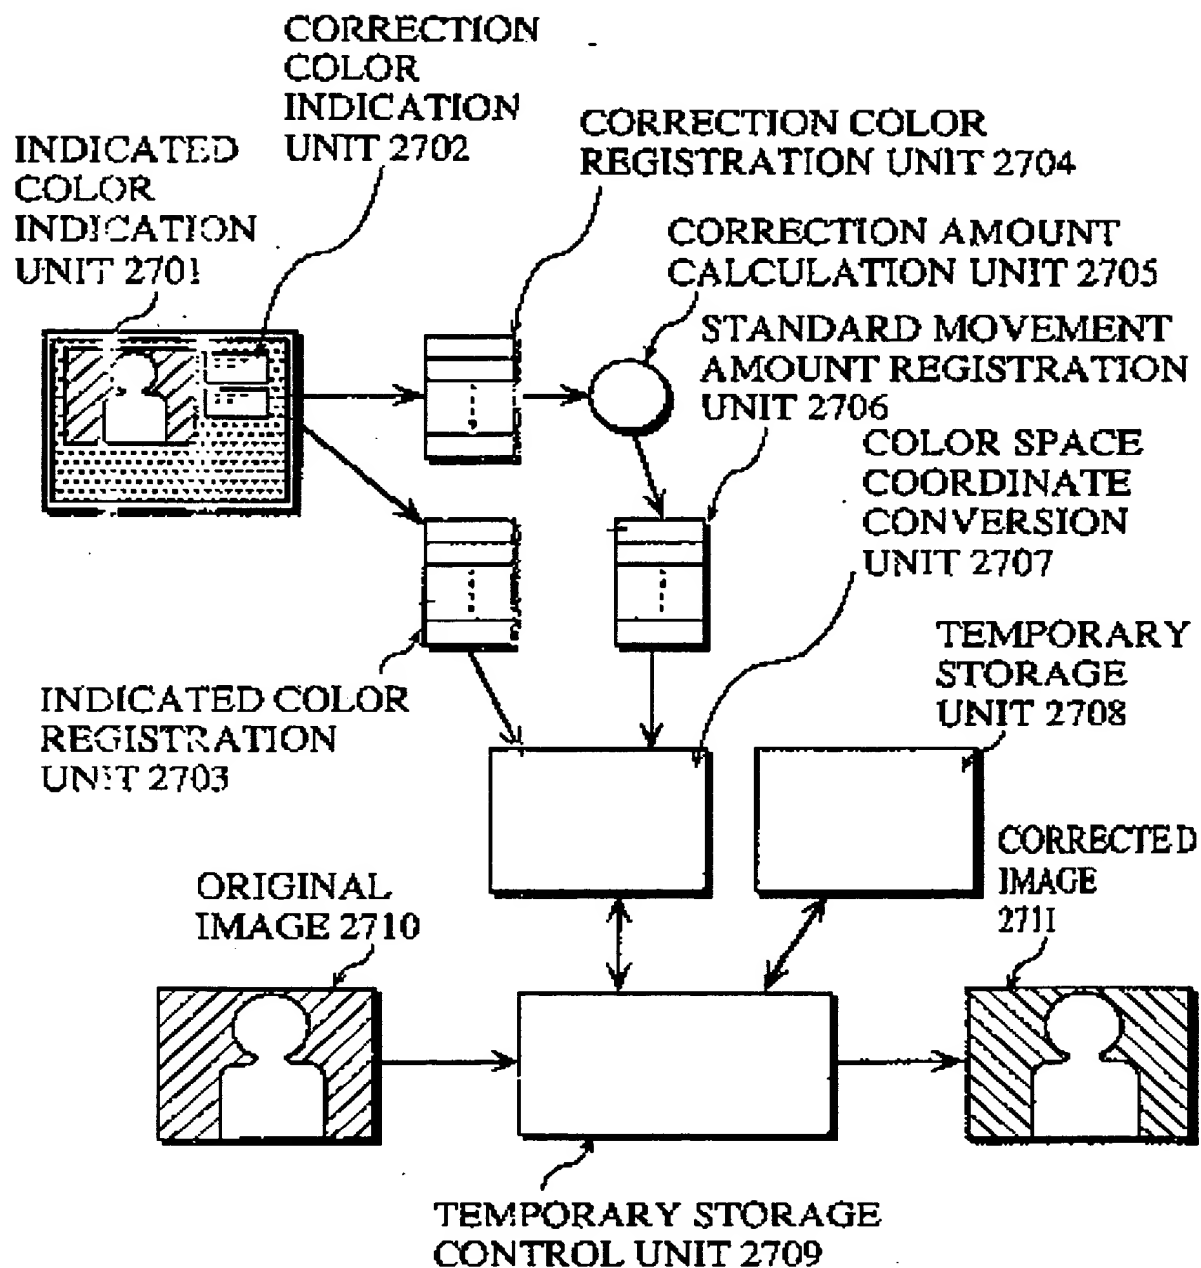 CORRECTION
COLOR
INDICATION
UNIT 2702
INDICATED
COLOR
INDICATION
UNIT 2701
CORRECTION COLOR
REGISTRATION UNIT 2704
CORRECTION AMOUNT
CALCULATION UNIT 2705
STANDARD MOVEMENT
AMOUNT REGISTRATION
UNIT 2706
COLOR SPACE
COORDINATE
CONVERSION
UNIT 2707
TEMPORARY
STORAGE
UNIT 2708
INDICATED COLOR
REGISTRATION
UNIT 2703
ORIGINAL
IMAGE 2710
CORRECTED
IMAGE
2711
TEMPORARY STORAGE
CONTROL UNIT 2709